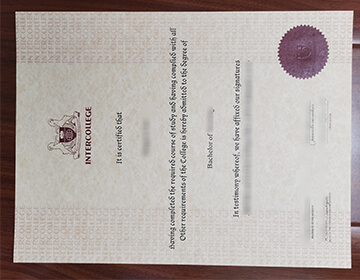 INTERCOLLEGE
It is certified that
Having completed the required course of study and having complied with all
Other requirements of the College is hereby admitted to the degree of
Bachelor of
In testimony whereof, we have affixed our signatures